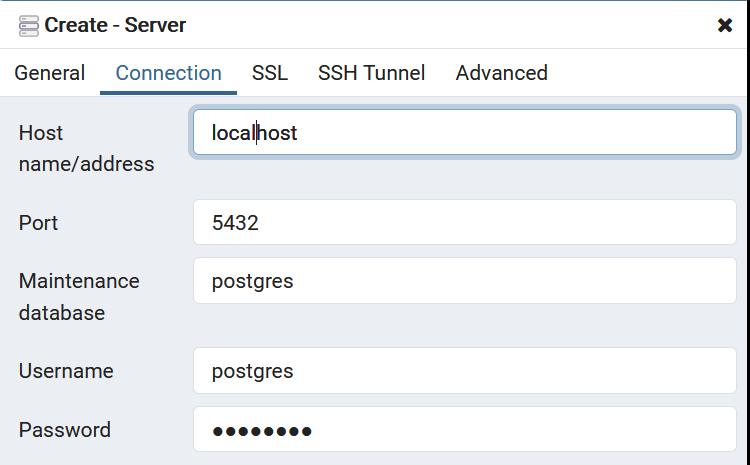 Create - Server
General Connection SSL SSH Tunnel Advanced
Host name/address
localhost
Port
5432
Maintenance database
postgres
Username
postgres
Password
●●●●●●●●